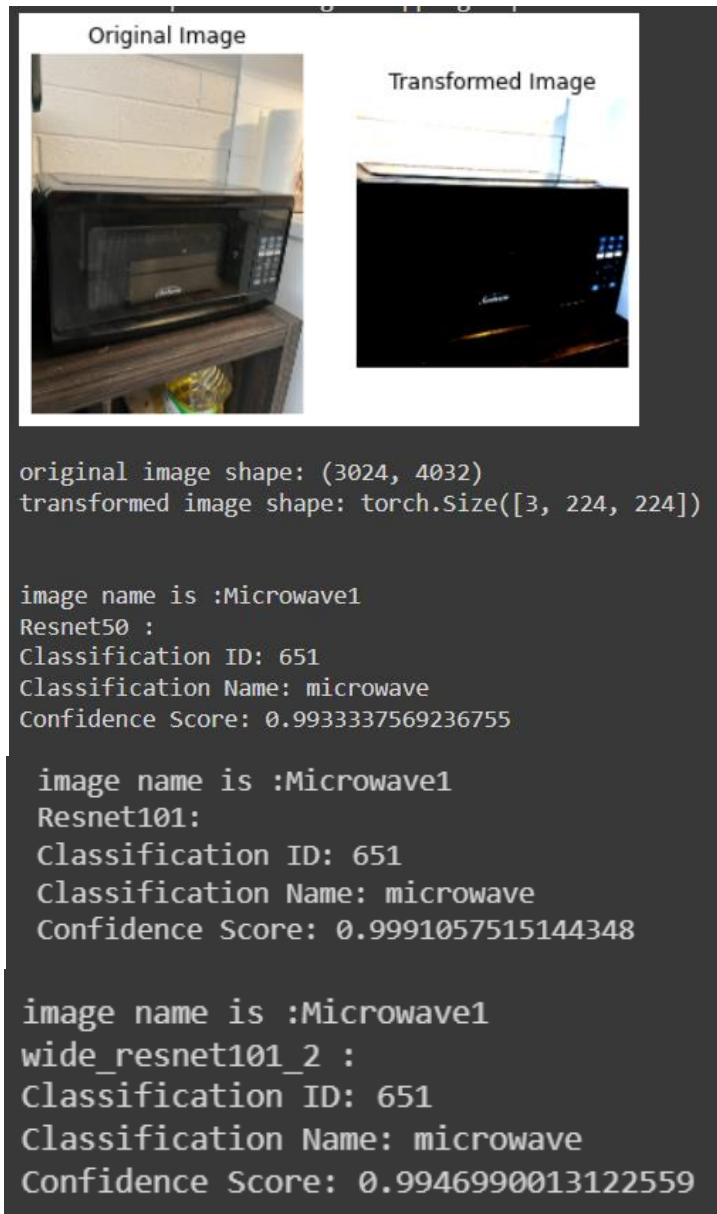 Original Image
Transformed Image
original image shape: (3024, 4032)
transformed image shape: torch.Size([3, 224, 224])
image name is :Microwave1
Resnet50 :
Classification ID: 651
Classification Name: microwave
Confidence Score: 0.9933337569236755
image name is :Microwave1
Resnet101:
Classification ID: 651
Classification Name: microwave
Confidence Score: 0.9991057515144348
image name is :Microwave1
wide_resnet101_2 :
Classification ID: 651
Classification Name: microwave
Confidence Score: 0.9946990013122559